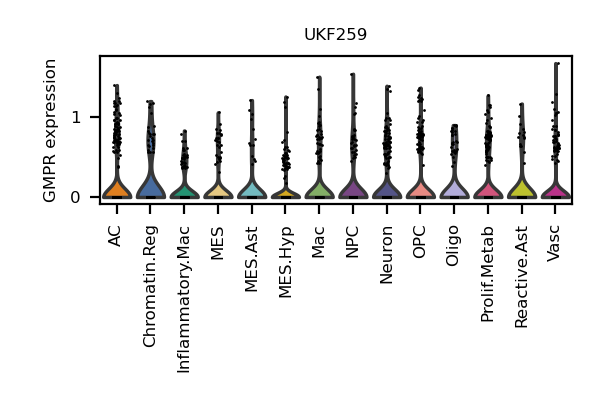 UKF259
GMPR expression
1
0
AC
Chromatin.Reg
Inflammatory.Mac
MES
MES.Ast
MES.Hyp
Mac
NPC
Neuron
OPC
Oligo
Prolif.Metab
Reactive.Ast
Vasc